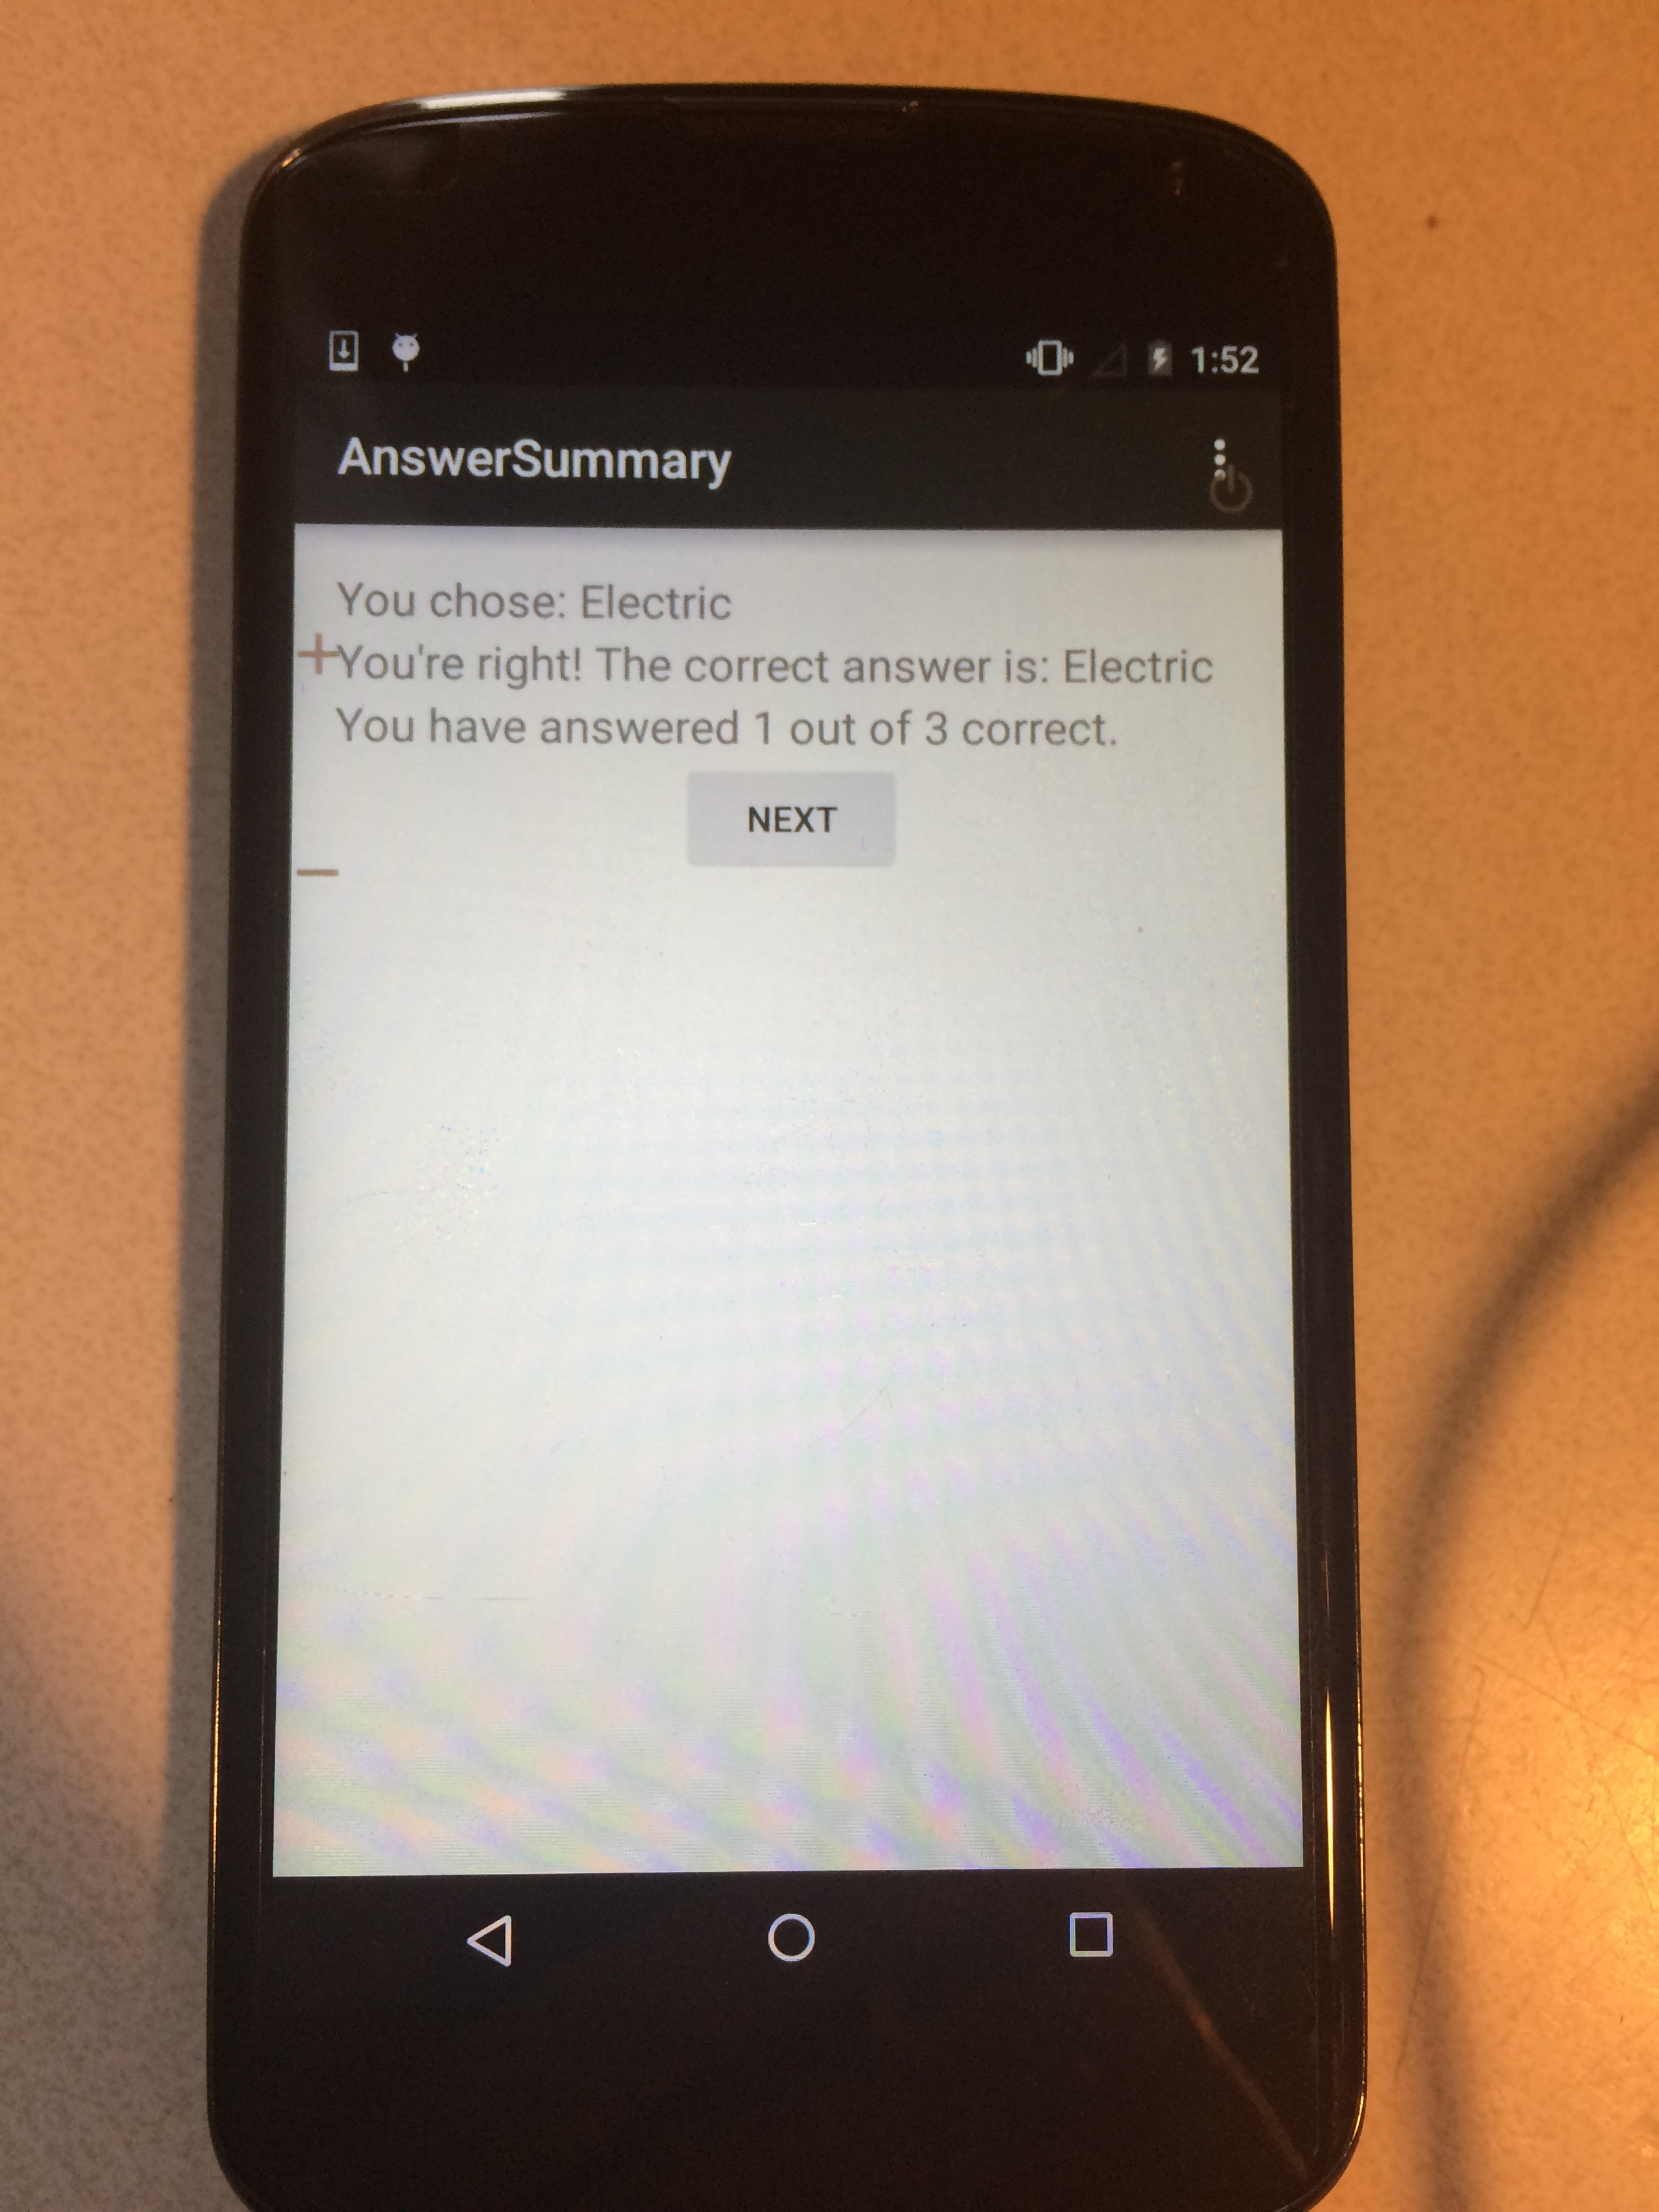 1:52
AnswerSummary
You chose: Electric
You're right! The correct answer is: Electric
You have answered 1 out of 3 correct.
NEXT